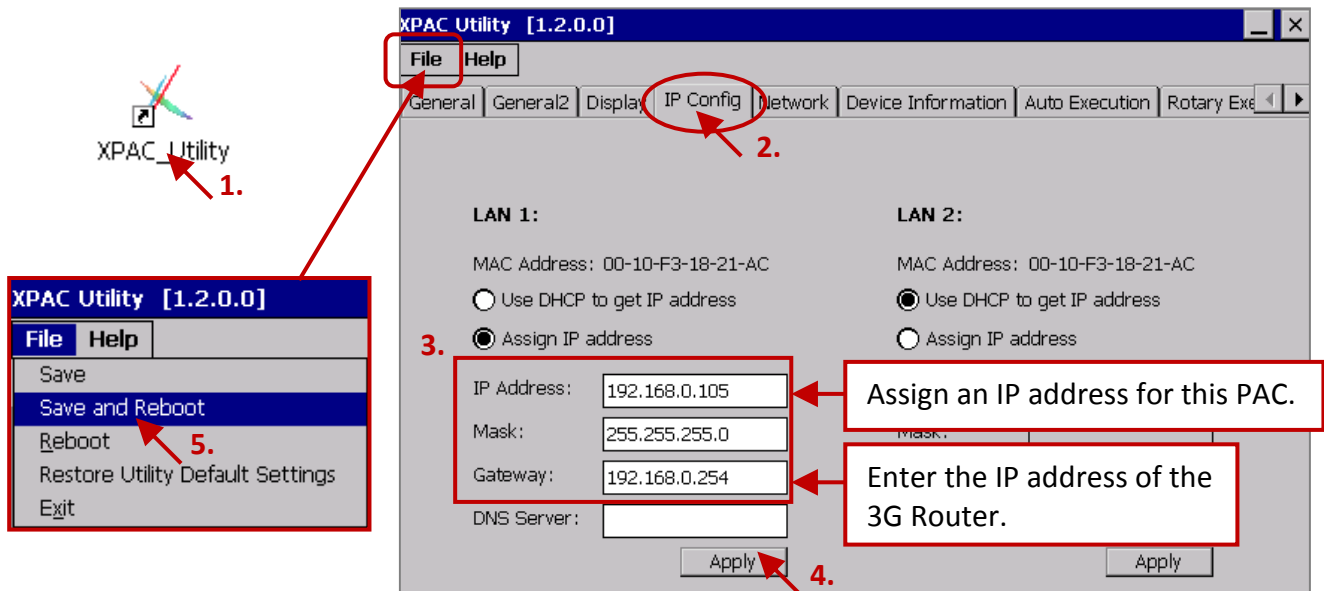 XPAC_Utility
1.
XPAC Utility [1.2.0.0]
File Help
General General2 Display IP Config Network Device Information Auto Execution Rotary Exe
2.
LAN 1:
MAC Address: 00-10-F3-18-21-AC
Use DHCP to get IP address
Assign IP address
3.
IP Address: 192.168.0.105
Mask: 255.255.255.0
Gateway: 192.168.0.254
DNS Server:
Apply
4.
LAN 2:
MAC Address: 00-10-F3-18-21-AC
Use DHCP to get IP address
Assign IP address
Assign an IP address for this PAC.
Mask:
Enter the IP address of the
3G Router.
Apply
XPAC Utility [1.2.0.0]
File Help
Save
Save and Reboot
Reboot
5.
Restore Utility Default Settings
Exit